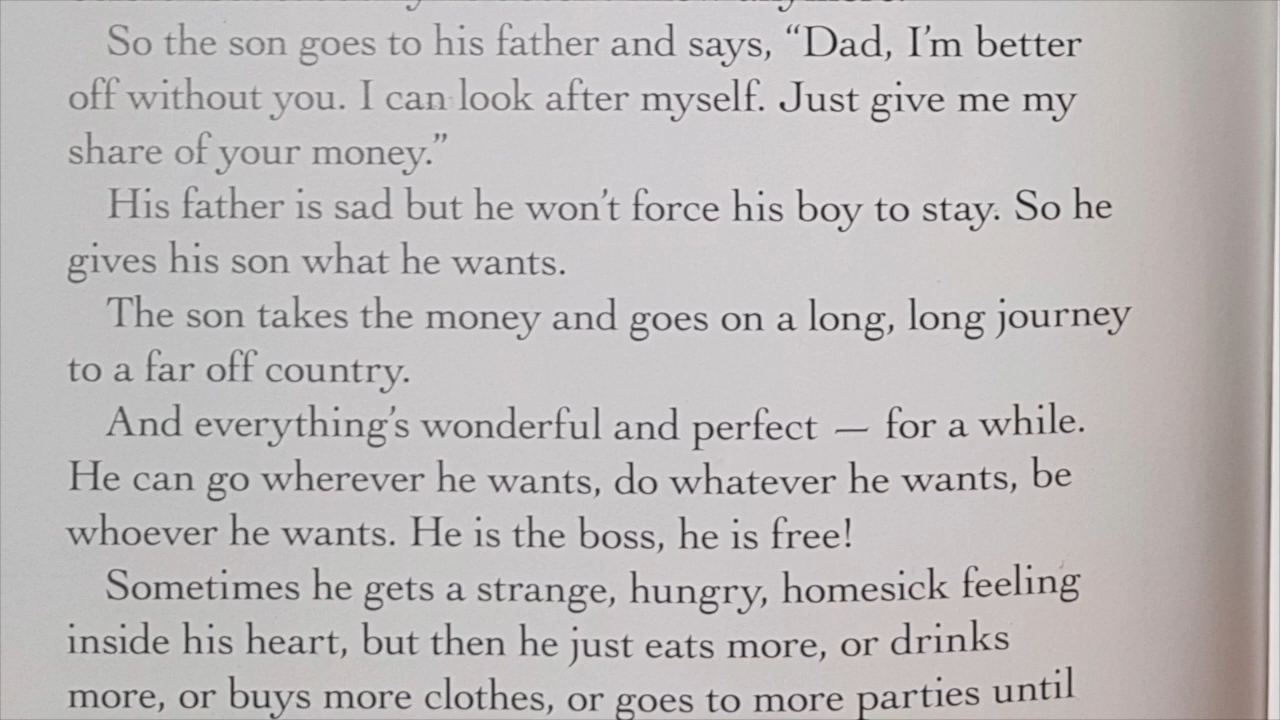 So the son goes to his father and says, “Dad, I’m better
off without you. I can look after myself. Just give me my
share of your money.”
His father is sad but he won’t force his boy to stay. So he
gives his son what he wants.
The son takes the money and goes on a long, long journey
to a far off country.
And everything’s wonderful and perfect — for a while.
He can go wherever he wants, do whatever he wants, be
whoever he wants. He is the boss, he is free!
Sometimes he gets a strange, hungry, homesick feeling
inside his heart, but then he just eats more, or drinks
more, or buys more clothes, or goes to more parties until